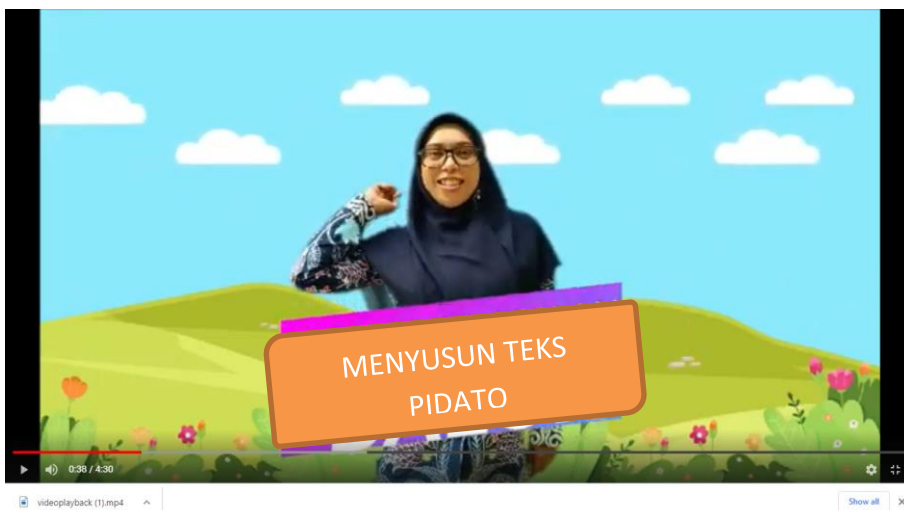 MENYUSUN TEKS
PIDATO
0:38 / 4:30
videoplayback (1).mp4
Show all